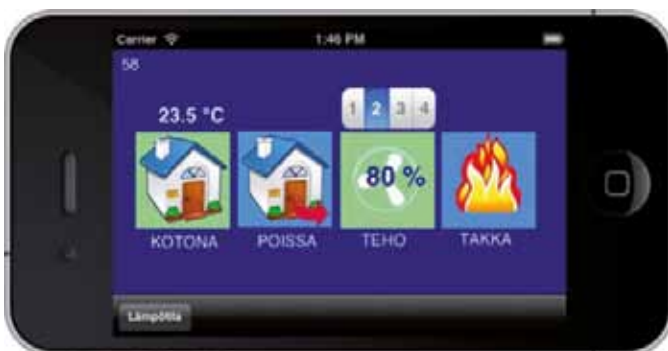 Carrier 1:46 PM
58
23.5 °C
1 2 3 4
80 %
KOTONA POISSA TEHO TAKKA
Lämpötila